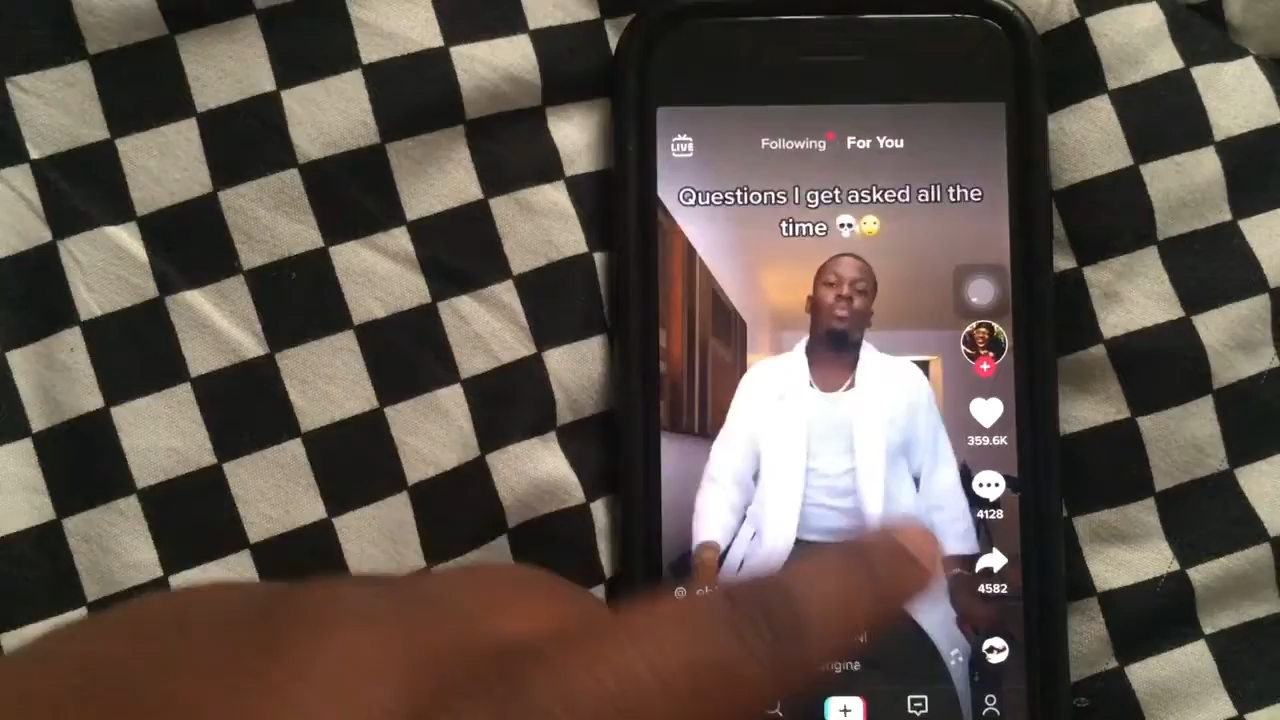 LIVE
Following For You
Questions I get asked all the
time 💀🙄
359.6K
4128
4582